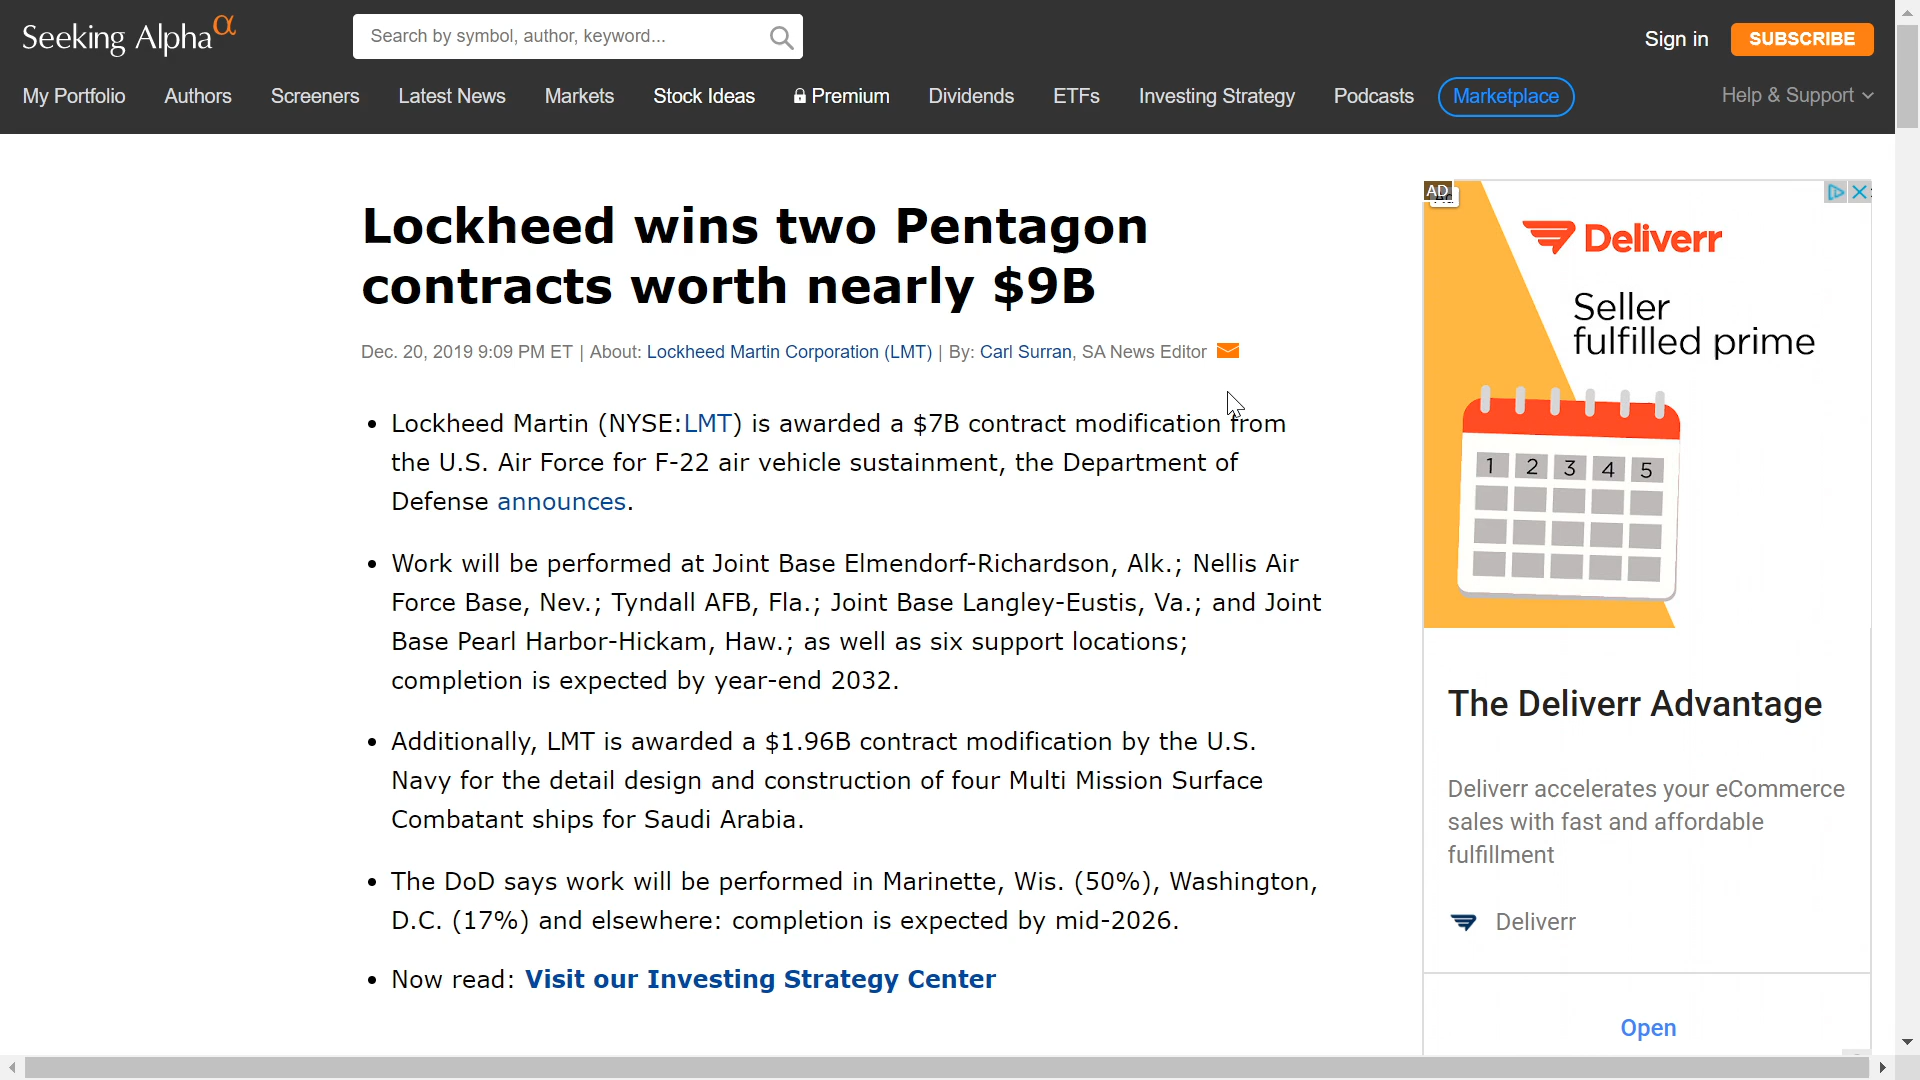 Seeking Alphaα
Search by symbol, author, keyword...
Sign in
SUBSCRIBE
My Portfolio
Authors
Screeners
Latest News
Markets
Stock Ideas
Premium
Dividends
ETFs
Investing Strategy
Podcasts
Marketplace
Help & Support
Lockheed wins two Pentagon
contracts worth nearly $9B
Dec. 20, 2019 9:09 PM ET | About: Lockheed Martin Corporation (LMT) | By: Carl Surran, SA News Editor
• Lockheed Martin (NYSE:LMT) is awarded a $7B contract modification from
the U.S. Air Force for F-22 air vehicle sustainment, the Department of
Defense announces.
• Work will be performed at Joint Base Elmendorf-Richardson, Alk.; Nellis Air
Force Base, Nev.; Tyndall AFB, Fla.; Joint Base Langley-Eustis, Va.; and Joint
Base Pearl Harbor-Hickam, Haw.; as well as six support locations;
completion is expected by year-end 2032.
• Additionally, LMT is awarded a $1.96B contract modification by the U.S.
Navy for the detail design and construction of four Multi Mission Surface
Combatant ships for Saudi Arabia.
• The DoD says work will be performed in Marinette, Wis. (50%), Washington,
D.C. (17%) and elsewhere: completion is expected by mid-2026.
• Now read: Visit our Investing Strategy Center
AD
Deliverr
Seller
fulfilled prime
1 2 3 4 5
The Deliverr Advantage
Deliverr accelerates your eCommerce
sales with fast and affordable
fulfillment
Deliverr
Open